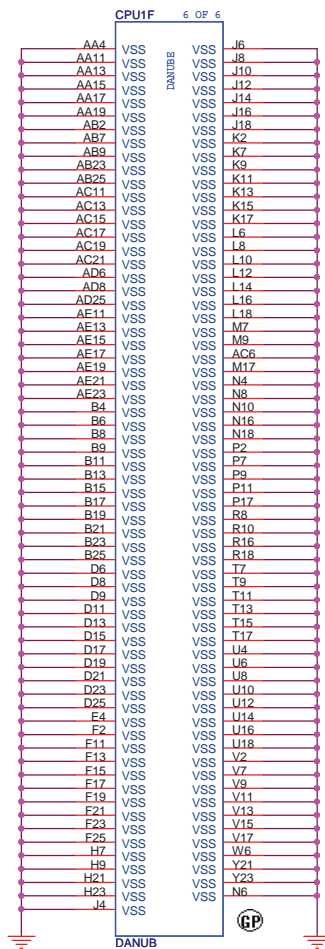 CPU1F 6 OF 6
DANUBE
AA4 VSS VSS J6
AA11 VSS VSS J8
AA13 VSS VSS J10
AA15 VSS VSS J12
AA17 VSS VSS J14
AA19 VSS VSS J16
AB2 VSS VSS J18
AB7 VSS VSS K2
AB9 VSS VSS K7
AB23 VSS VSS K9
AB25 VSS VSS K11
AC11 VSS VSS K13
AC13 VSS VSS K15
AC15 VSS VSS K17
AC17 VSS VSS L6
AC19 VSS VSS L8
AC21 VSS VSS L10
AD6 VSS VSS L12
AD8 VSS VSS L14
AD25 VSS VSS L16
AE11 VSS VSS L18
AE13 VSS VSS M7
AE15 VSS VSS M9
AE17 VSS VSS AC6
AE19 VSS VSS M17
AE21 VSS VSS N4
AE23 VSS VSS N8
B4 VSS VSS N10
B6 VSS VSS N16
B8 VSS VSS N18
B9 VSS VSS P2
B11 VSS VSS P7
B13 VSS VSS P9
B15 VSS VSS P11
B17 VSS VSS P17
B19 VSS VSS R8
B21 VSS VSS R10
B23 VSS VSS R16
B25 VSS VSS R18
D6 VSS VSS T7
D8 VSS VSS T9
D9 VSS VSS T11
D11 VSS VSS T13
D13 VSS VSS T15
D15 VSS VSS T17
D17 VSS VSS U4
D19 VSS VSS U6
D21 VSS VSS U8
D23 VSS VSS U10
D25 VSS VSS U12
E4 VSS VSS U14
F2 VSS VSS U16
F11 VSS VSS U18
F13 VSS VSS V2
F15 VSS VSS V7
F17 VSS VSS V9
F19 VSS VSS V11
F21 VSS VSS V13
F23 VSS VSS V15
F25 VSS VSS V17
H7 VSS VSS W6
H9 VSS VSS Y21
H21 VSS VSS Y23
H23 VSS VSS N6
J4 VSS
GP
DANUB